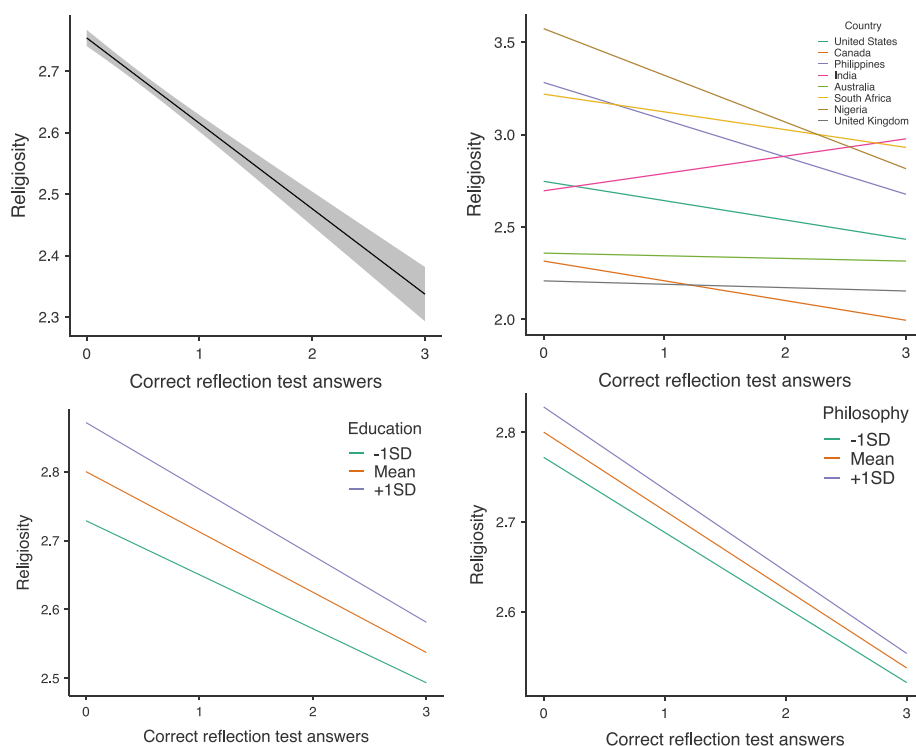 Religiosity
2.7
2.6
2.5
2.4
2.3
0 1 2 3
Correct reflection test answers
Religiosity
3.5
3.0
2.5
2.0
0 1 2 3
Correct reflection test answers
Country
United States
Canada
Philippines
India
Australia
South Africa
Nigeria
United Kingdom
Religiosity
2.8
2.7
2.6
2.5
0 1 2 3
Correct reflection test answers
Education
-1SD
Mean
+1SD
Religiosity
2.8
2.7
2.6
0 1 2 3
Correct reflection test answers
Philosophy
-1SD
Mean
+1SD